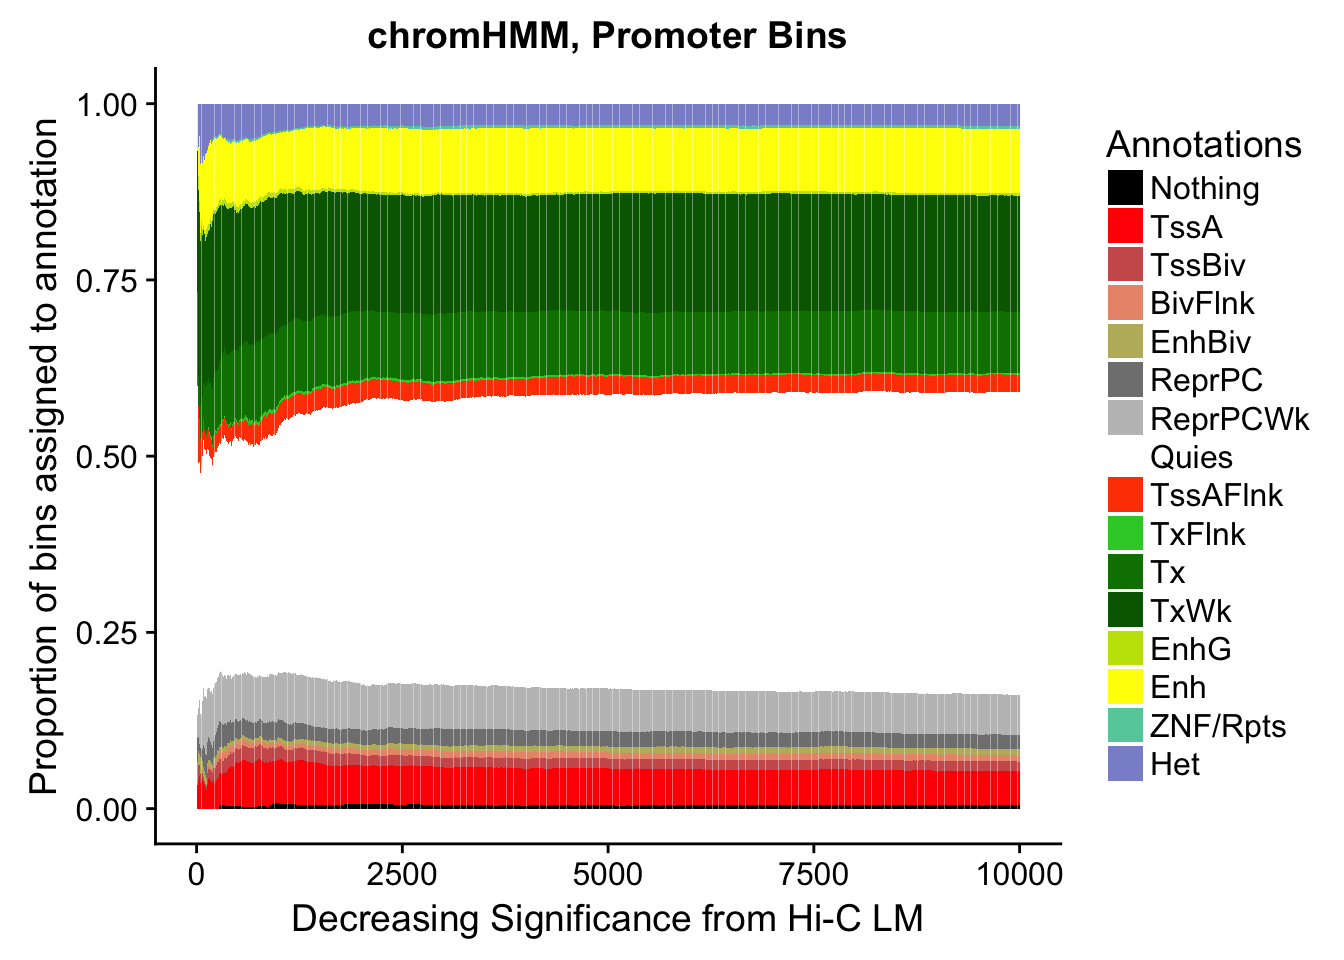 chromHMM, Promoter Bins
Proportion of bins assigned to annotation
1.00
0.75
0.50
0.25
0.00
0
2500
5000
7500
10000
Decreasing Significance from Hi-C LM
Annotations
Nothing
TssA
TssBiv
BivFlnk
EnhBiv
ReprPC
ReprPCWk
Quies
TssAFlnk
TxFlnk
Tx
TxWk
EnhG
Enh
ZNF/Rpts
Het